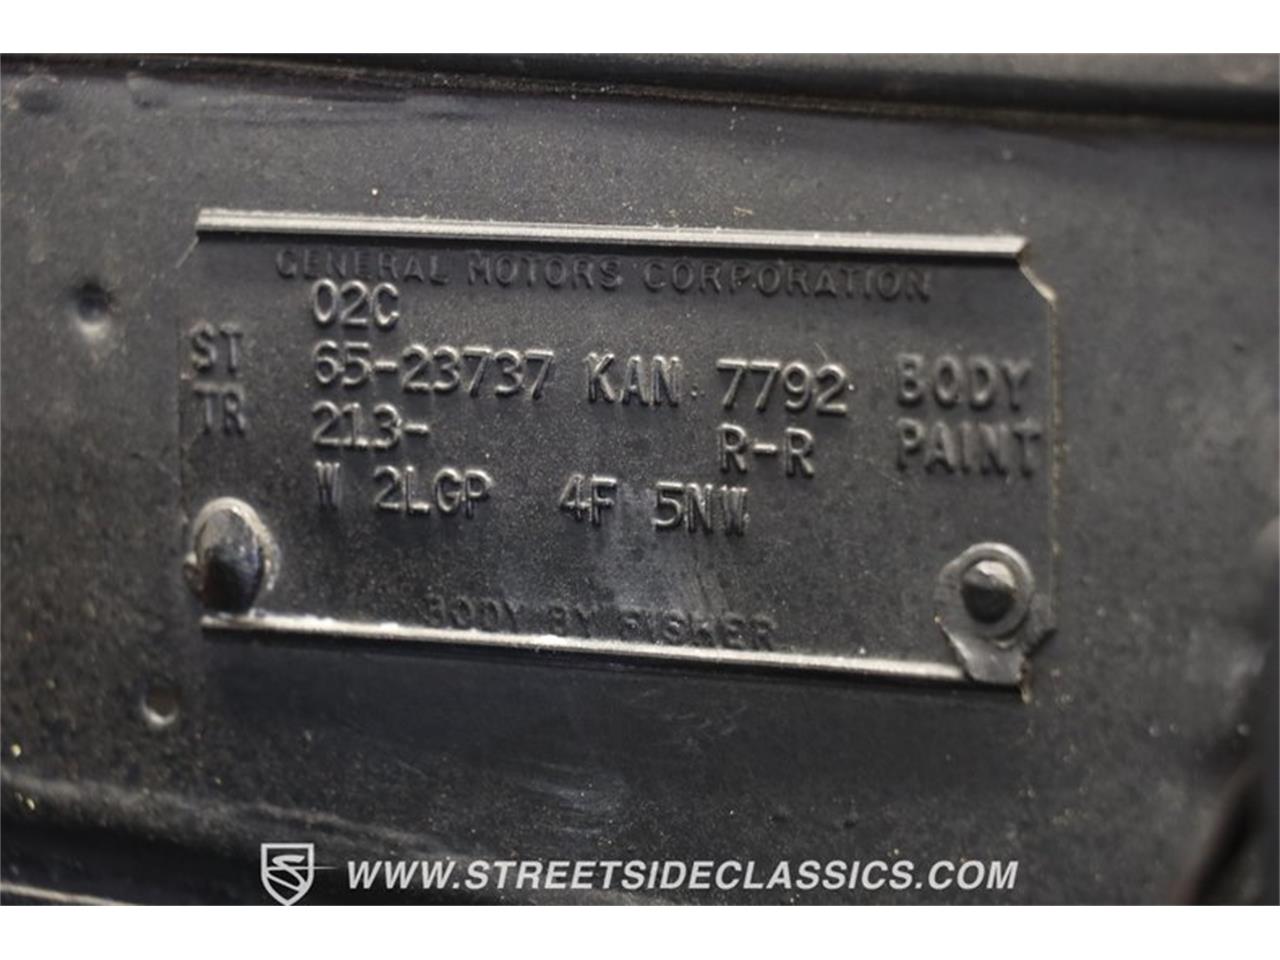 GENERAL MOTORS CORPORATION
02C
ST 65-23737 KAN 7792 BODY
TR 213- R-R PAINT
W 2LGP 4F 5NW
BODY BY FISHER
WWW.STREETSIDECLASSICS.COM